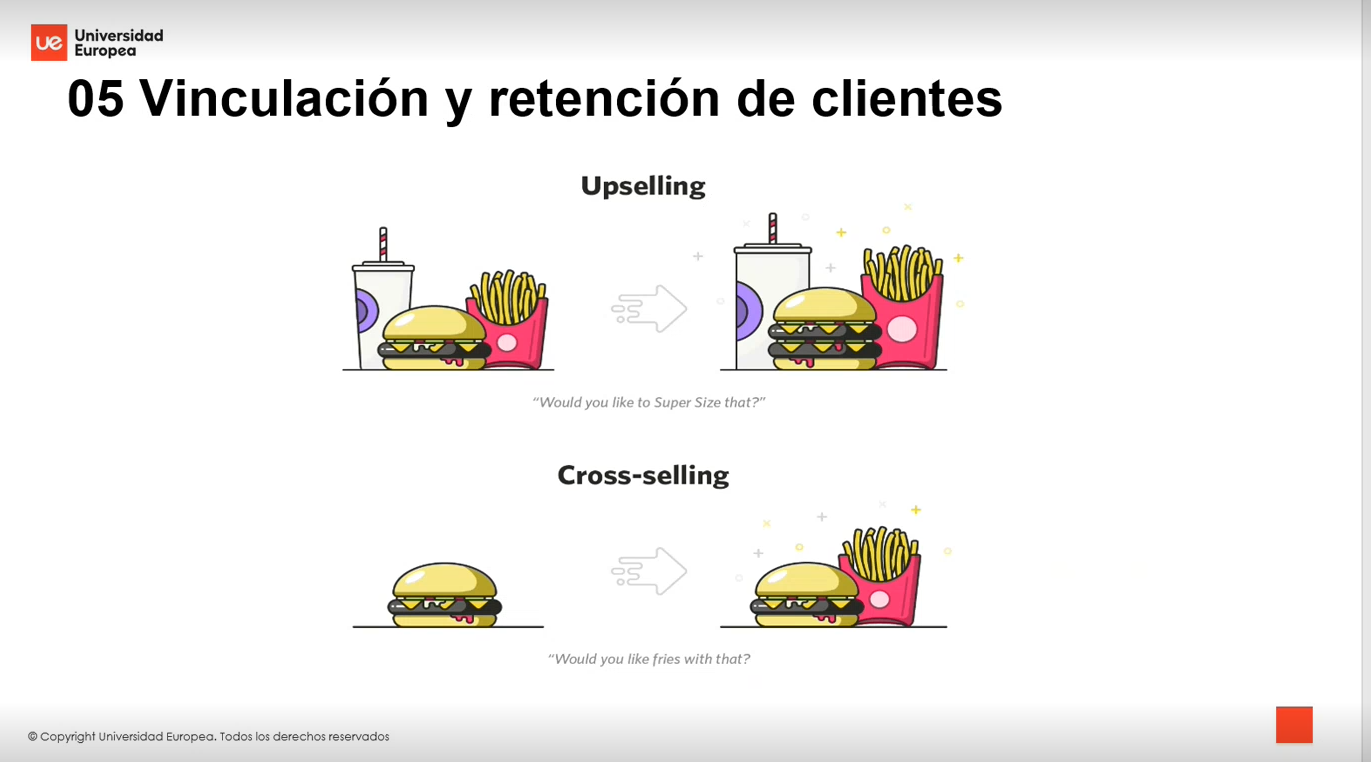 ue Universidad
Europea
05 Vinculación y retención de clientes
Upselling
“Would you like to Super Size that?”
Cross-selling
“Would you like fries with that?
© Copyright Universidad Europea. Todos los derechos reservados